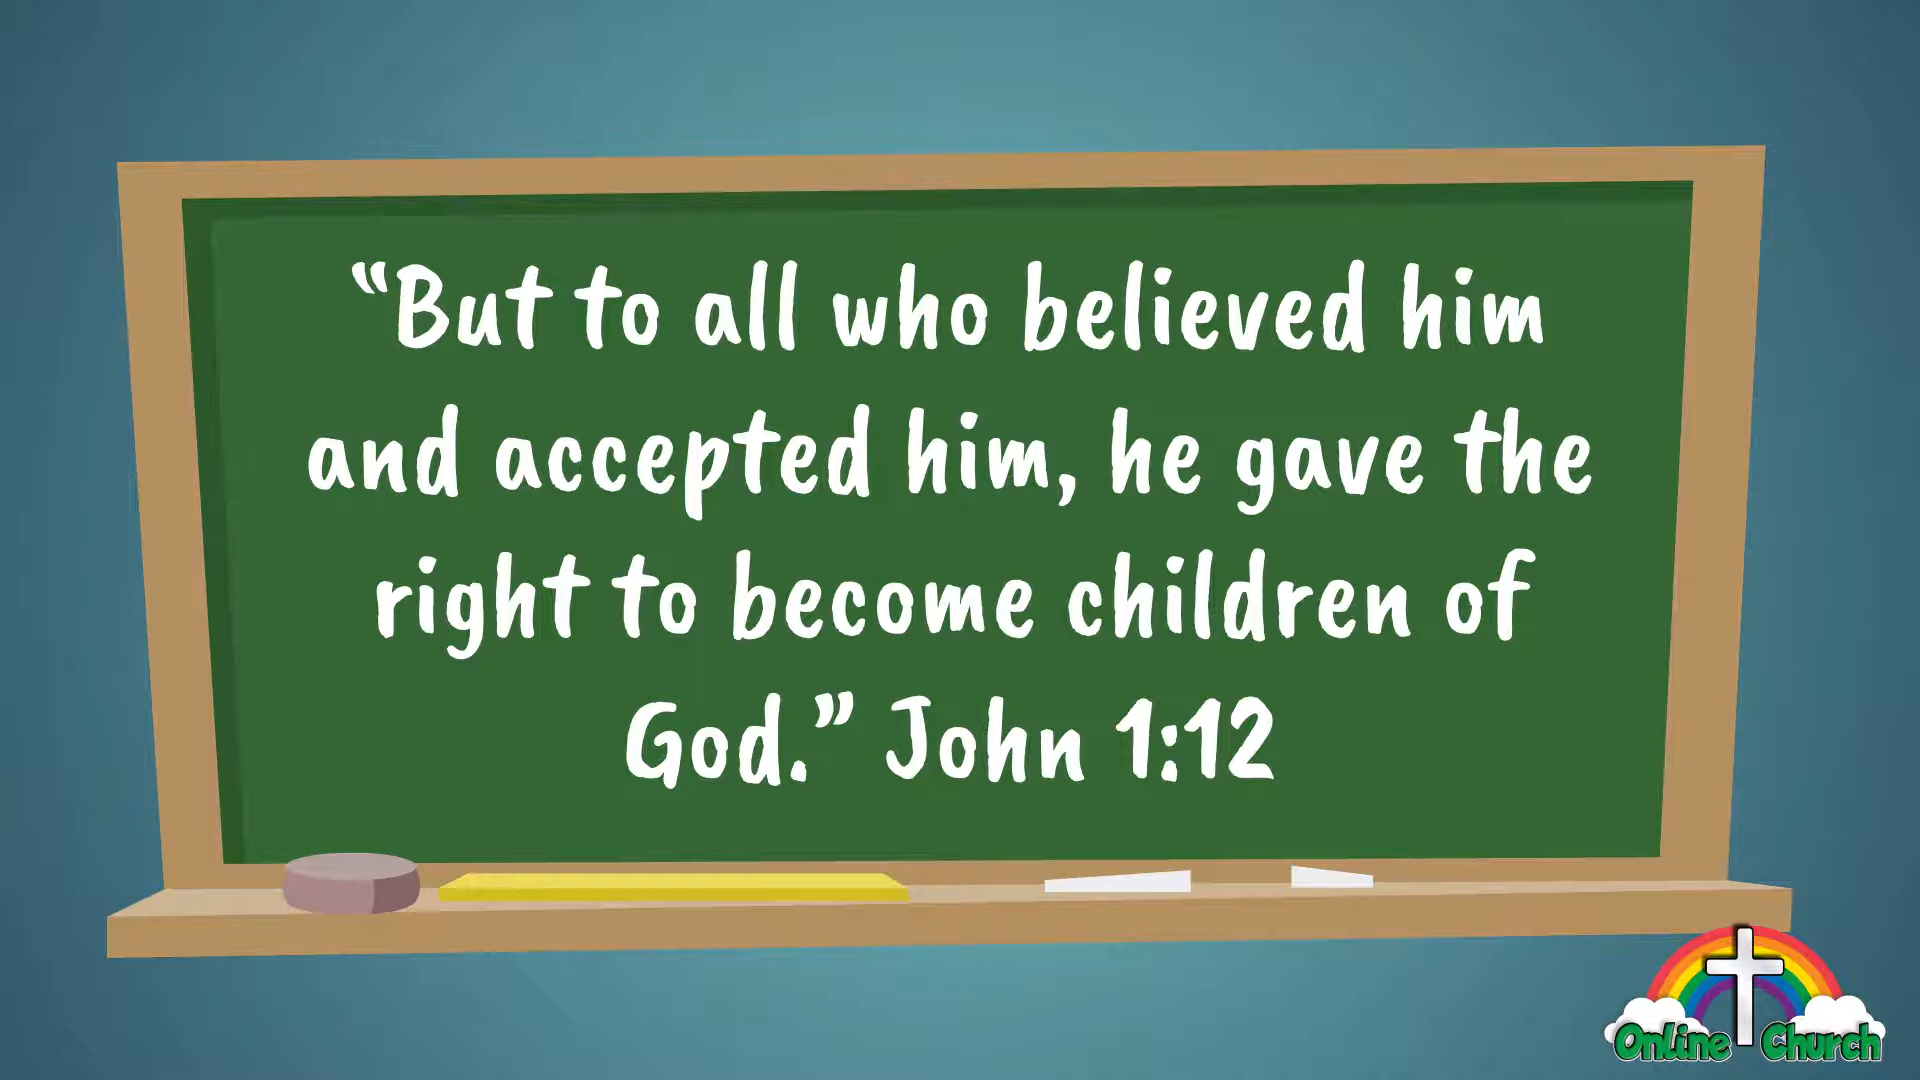 “But to all who believed him
and accepted him, he gave the
right to become children of
God.” John 1:12
Online Church